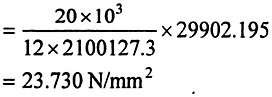 = 20 × 10³ / 12 × 2100127.3 × 29902.195
= 23.730 N/mm²